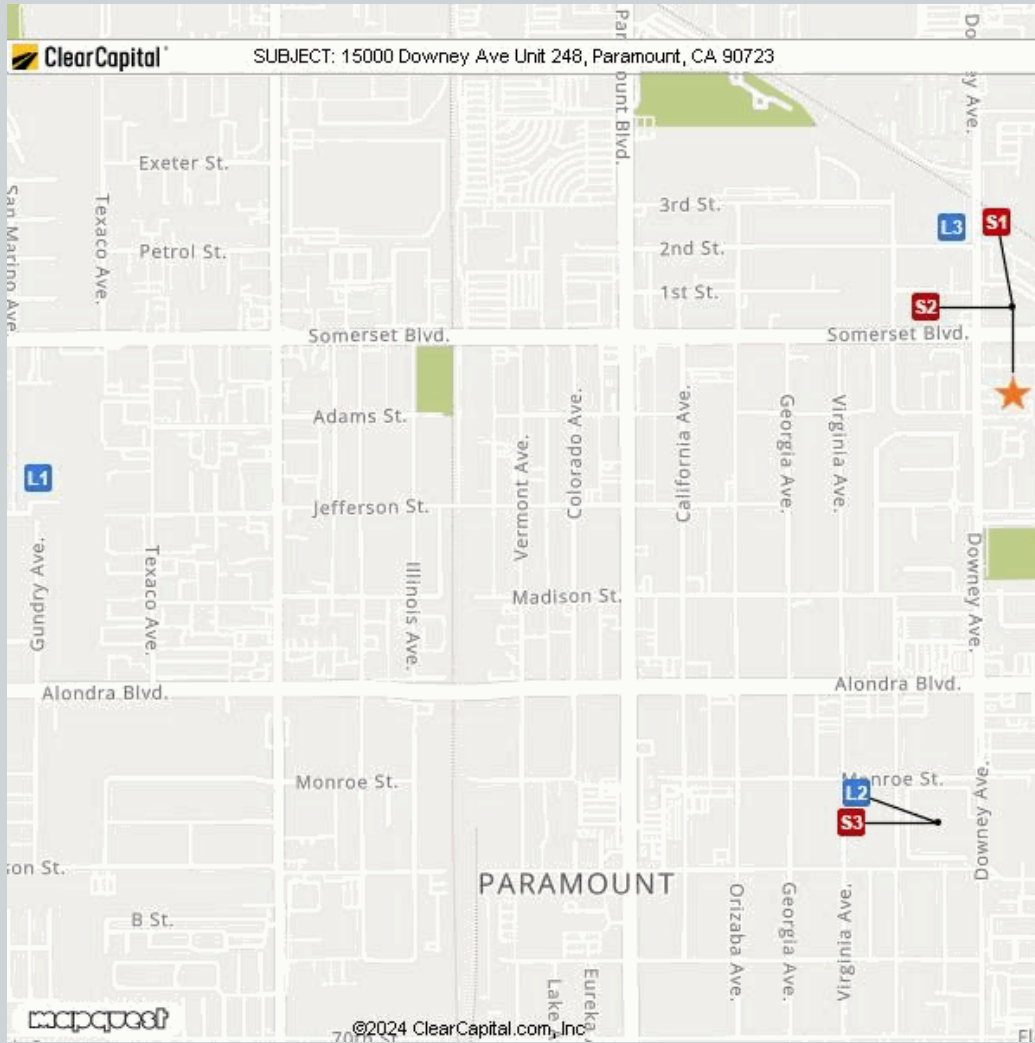 ClearCapital
SUBJECT: 15000 Downey Ave Unit 248, Paramount, CA 90723
Exeter St.
San Marino Ave.
Texaco Ave.
Petrol St.
3rd St.
2nd St.
1st St.
L3
S1
S2
Somerset Blvd.
Somerset Blvd.
Adams St.
L1
Jefferson St.
Vermont Ave.
California Ave.
Georgia Ave.
Virginia Ave.
Gundry Ave.
Texaco Ave.
Illinois Ave.
Madison St.
Downey Ave.
Alondra Blvd.
Alondra Blvd.
Monroe St.
L2
S3
Downey Ave.
son St.
PARAMOUNT
B St.
Orizaba Ave.
Georgia Ave.
Virginia Ave.
Lake
Eureka
mapquest
©2024 ClearCapital.com, Inc